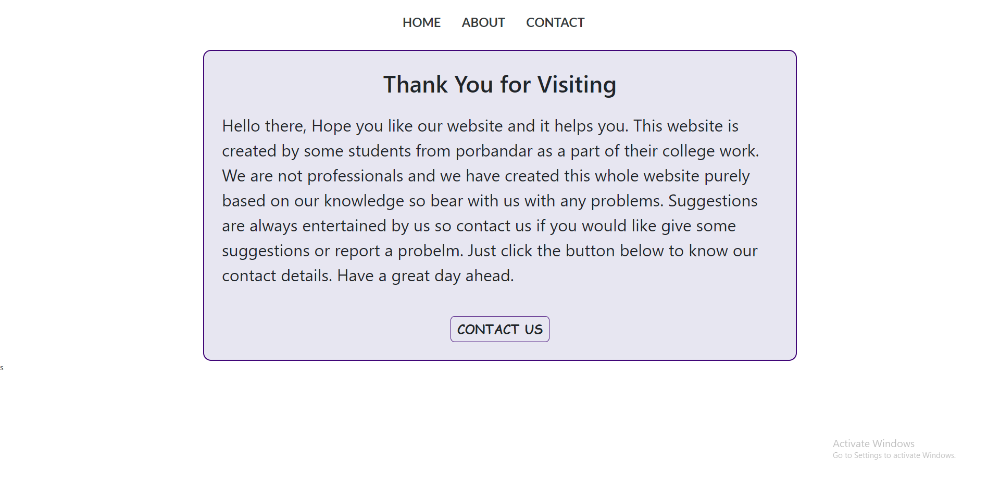 HOME ABOUT CONTACT
Thank You for Visiting
Hello there, Hope you like our website and it helps you. This website is
created by some students from porbandar as a part of their college work.
We are not professionals and we have created this whole website purely
based on our knowledge so bear with us with any problems. Suggestions
are always entertained by us so contact us if you would like give some
suggestions or report a probelm. Just click the button below to know our
contact details. Have a great day ahead.
CONTACT US
s
Activate Windows
Go to Settings to activate Windows.